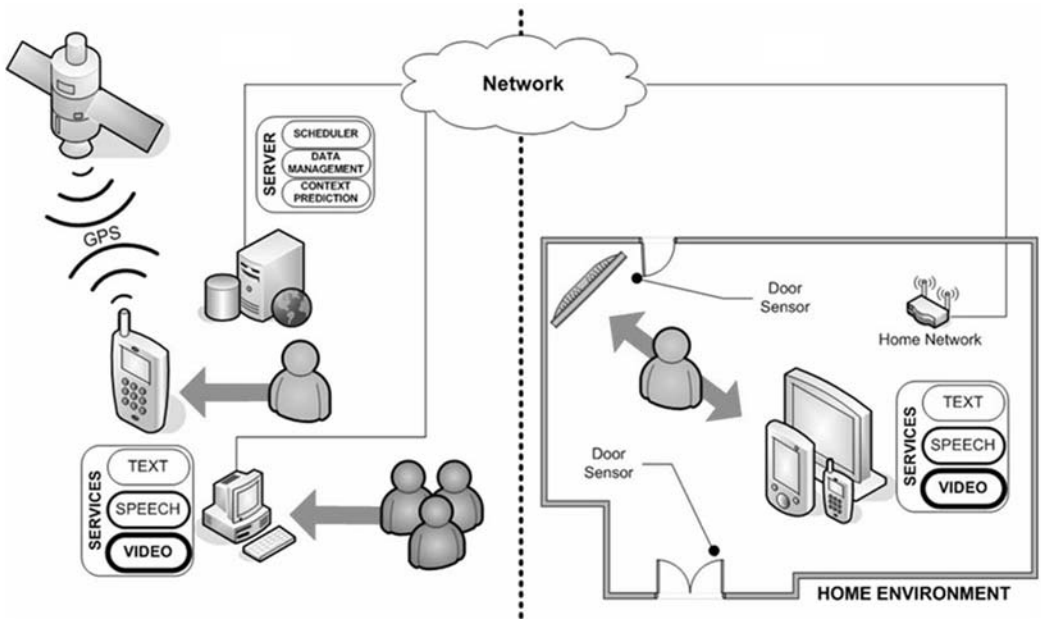 Network
SERVER
SCHEDULER
DATA
MANAGEMENT
CONTEXT
PREDICTION
GPS
SERVICES
TEXT
SPEECH
VIDEO
Door
Sensor
Home Network
Door
Sensor
SERVICES
TEXT
SPEECH
VIDEO
HOME ENVIRONMENT